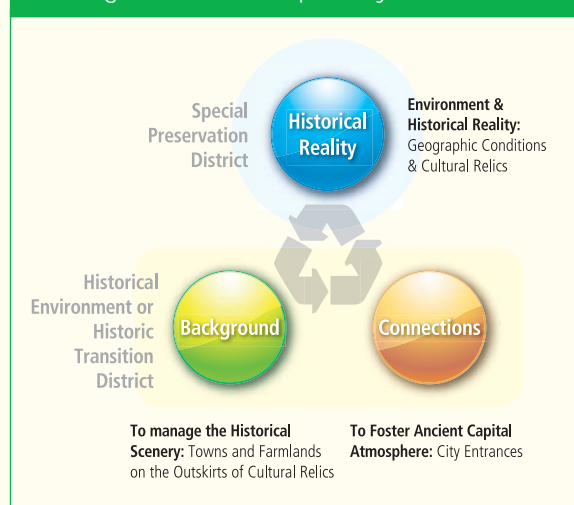 Special
Preservation
District
Historical
Reality
Environment &
Historical Reality:
Geographic Conditions
& Cultural Relics
Historical
Environment or
Historic
Transition
District
Background
Connections
To manage the Historical
Scenery: Towns and Farmlands
on the Outskirts of Cultural Relics
To Foster Ancient Capital
Atmosphere: City Entrances